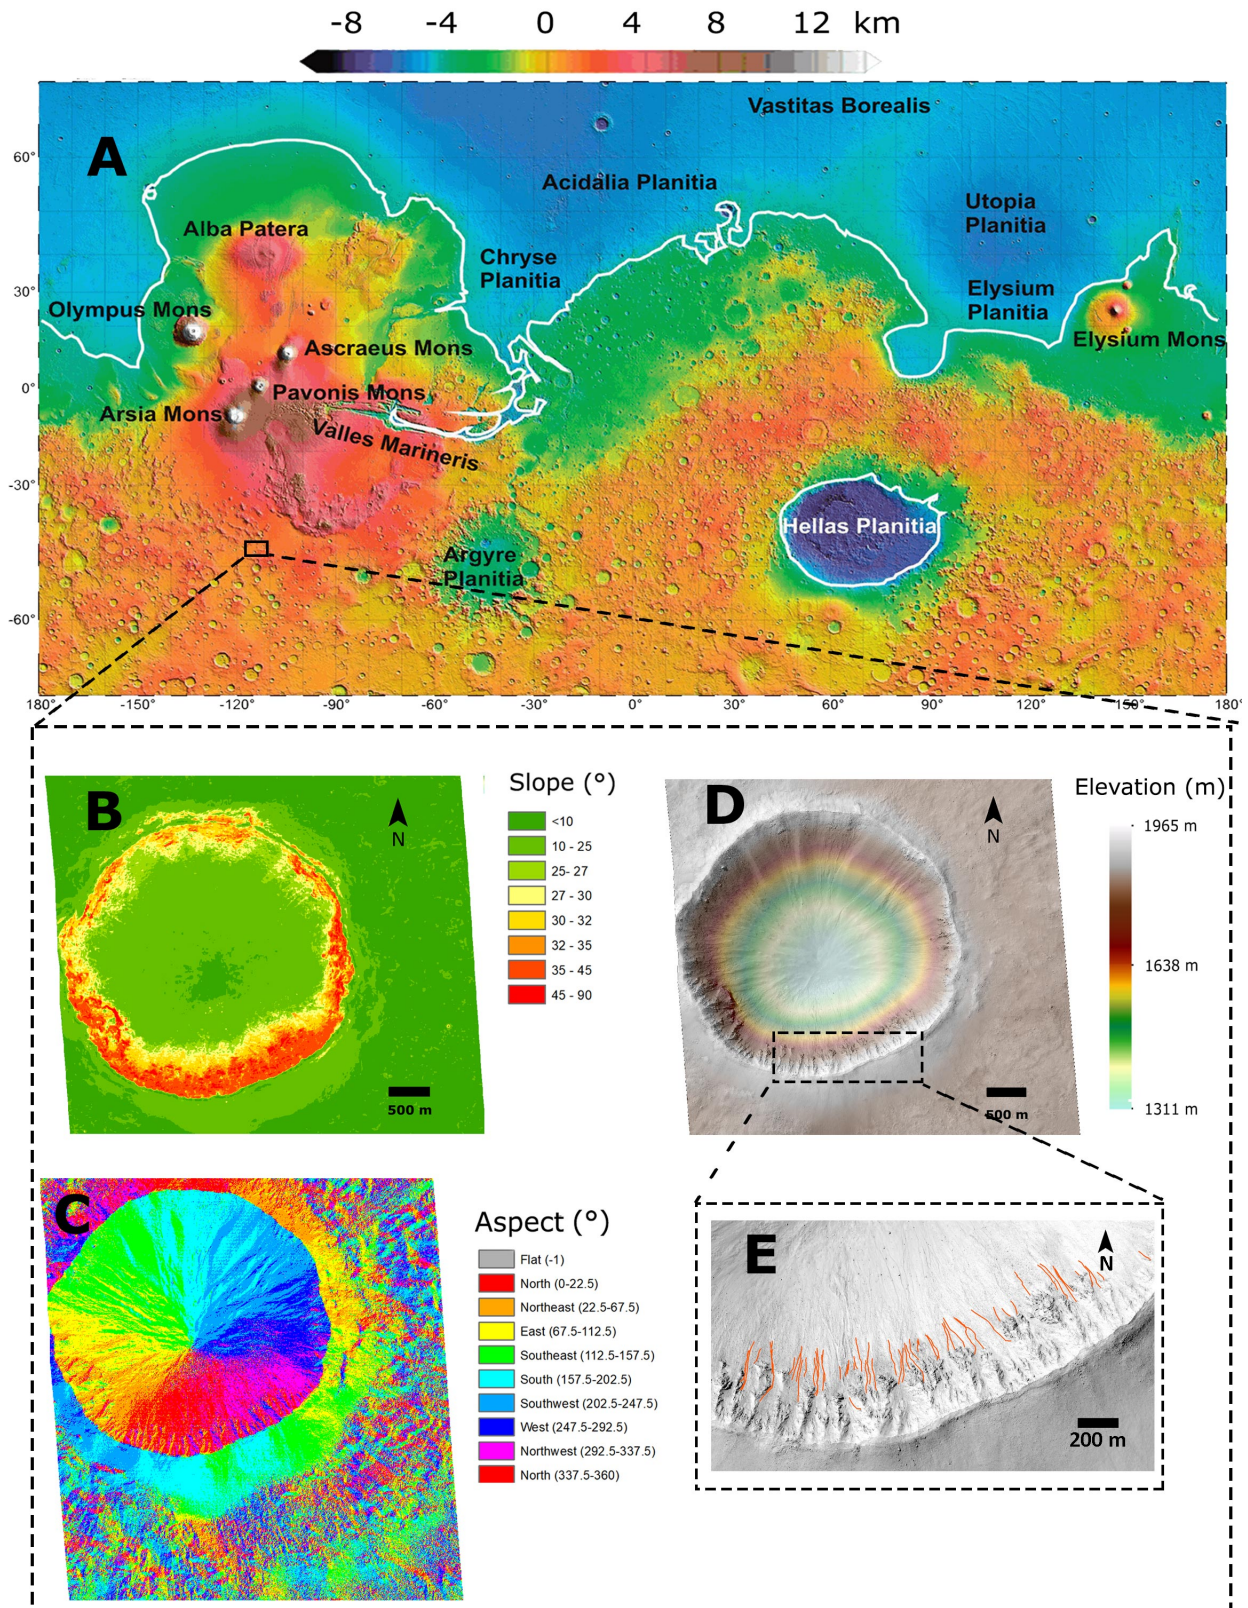 -8 -4 0 4 8 12 km
Vastitas Borealis
A
60°
Acidalia Planitia
Utopia
Planitia
Alba Patera
Chryse
Planitia
30°
Olympus Mons
Elysium
Planitia
Elysium Mons
Ascraeus Mons
0°
Pavonis Mons
Arsia Mons
Valles Marineris
-30°
Hellas Planitia
Argyre
Planitia
-60°
180° -150° -120° -90° -60° -30° 0° 30° 60° 90° 120° 150° 180°
B
N
500 m
Slope (°)
<10
10 - 25
25- 27
27 - 30
30 - 32
32 - 35
35 - 45
45 - 90
D
N
500 m
Elevation (m)
1965 m
1638 m
1311 m
C
Aspect (°)
Flat (-1)
North (0-22.5)
Northeast (22.5-67.5)
East (67.5-112.5)
Southeast (112.5-157.5)
South (157.5-202.5)
Southwest (202.5-247.5)
West (247.5-292.5)
Northwest (292.5-337.5)
North (337.5-360)
E
N
200 m